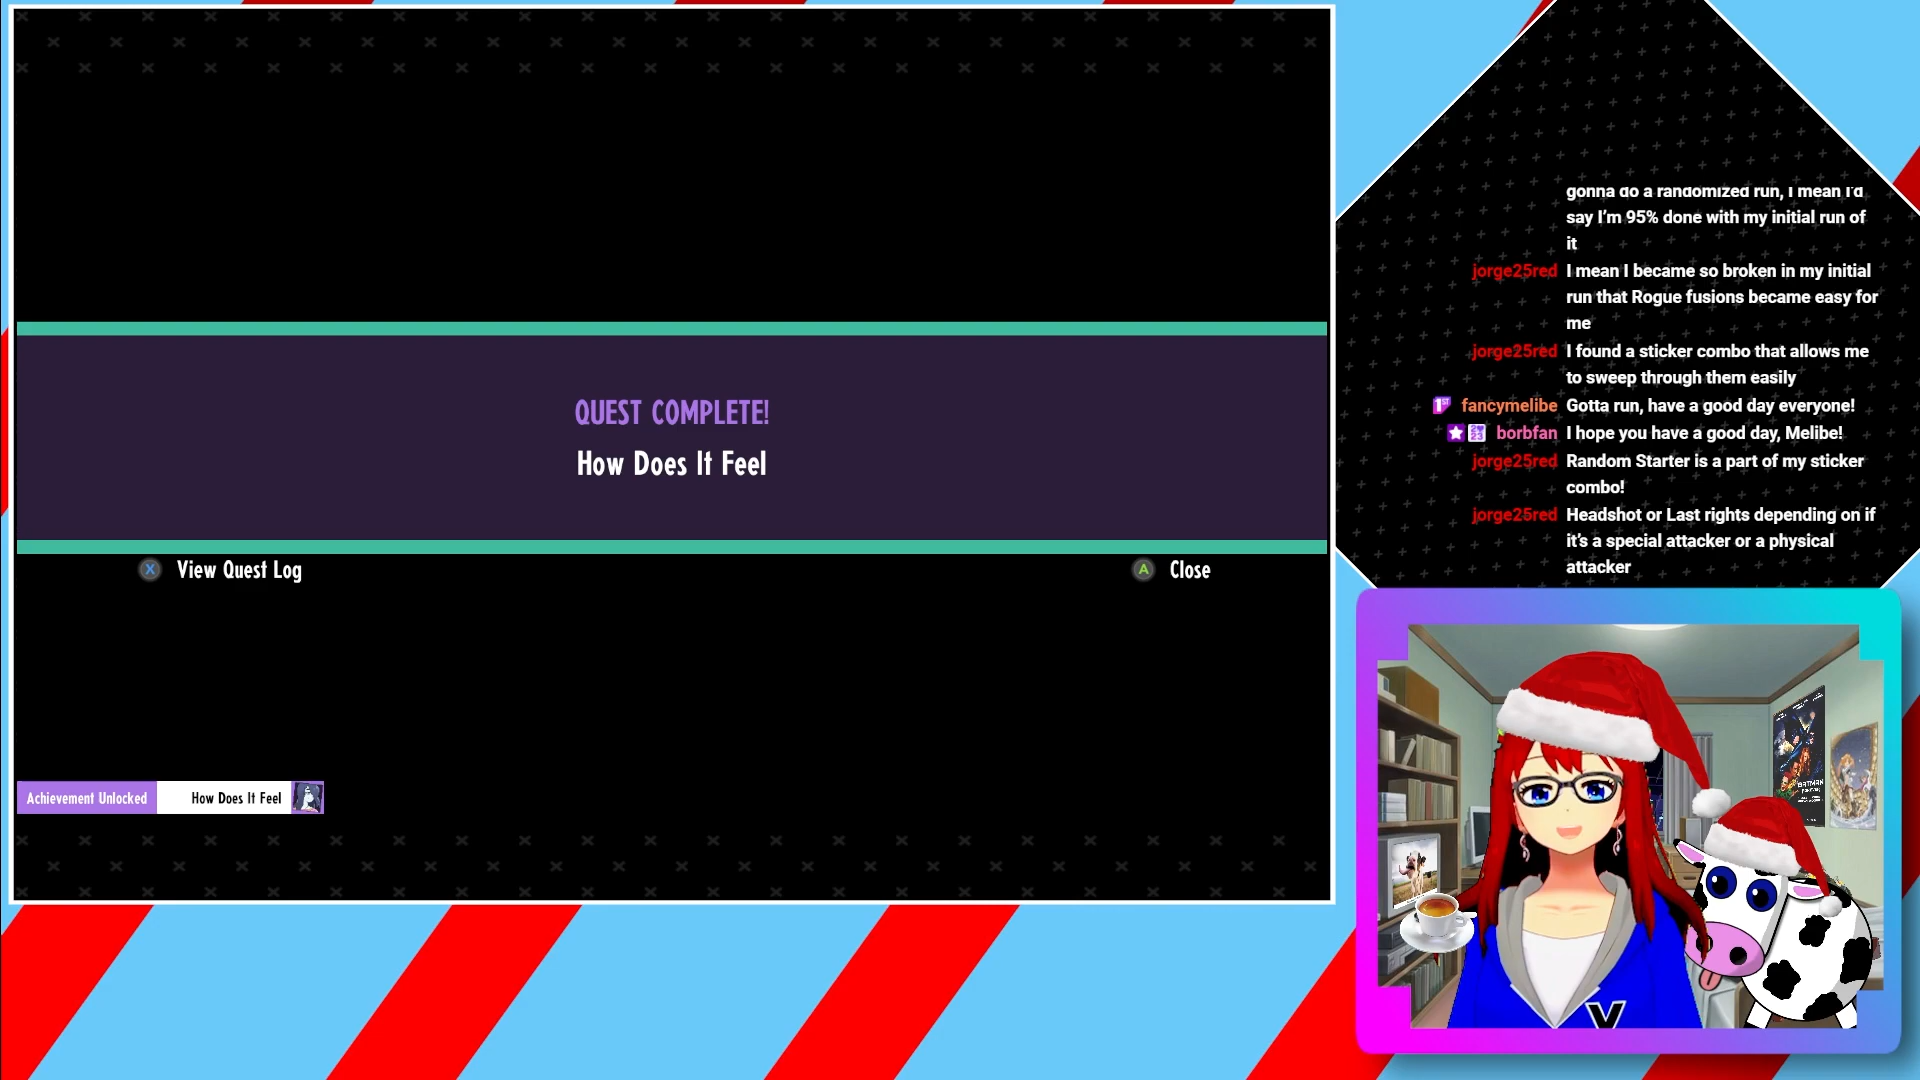 QUEST COMPLETE!
How Does It Feel
View Quest Log
Close
Achievement Unlocked How Does It Feel
gonna do a randomized run, I mean I'd
say I'm 95% done with my initial run of
it
jorge25red I mean I became so broken in my initial
run that Rogue fusions became easy for
me
jorge25red I found a sticker combo that allows me
to sweep through them easily
fancymelibe Gotta run, have a good day everyone!
borbfan I hope you have a good day, Melibe!
jorge25red Random Starter is a part of my sticker
combo!
jorge25red Headshot or Last rights depending on if
it's a special attacker or a physical
attacker